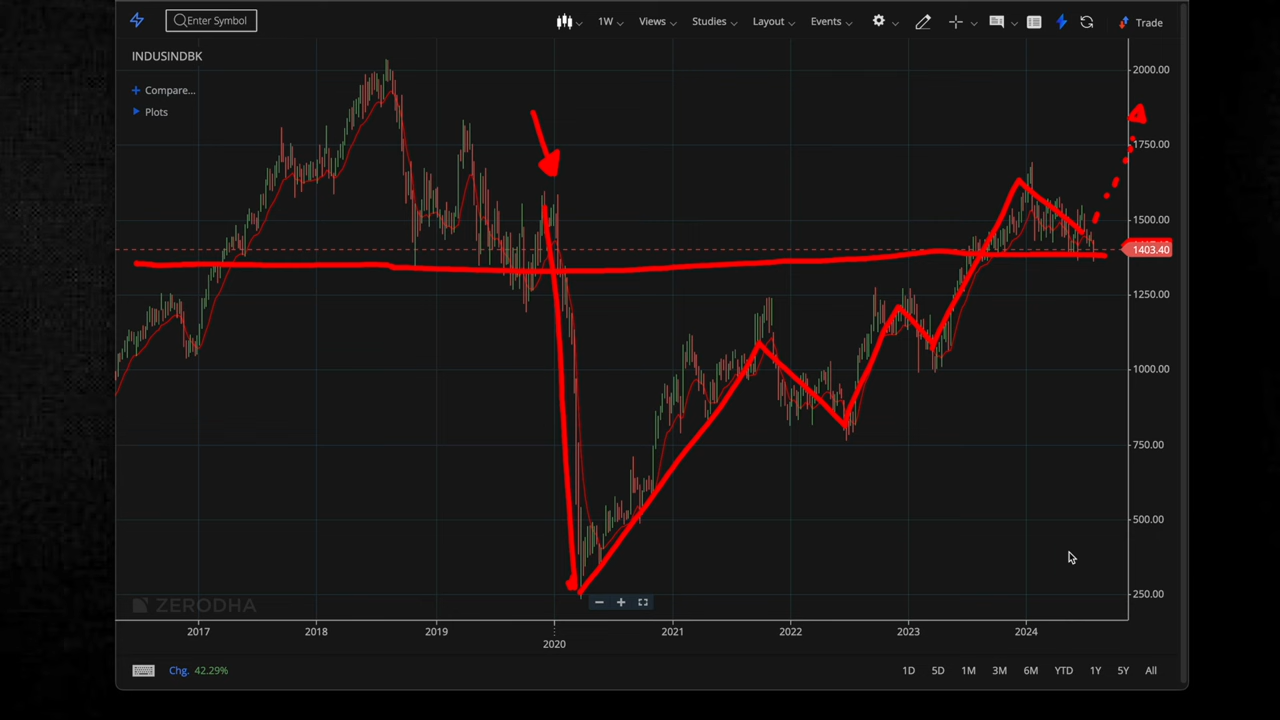 Enter Symbol
1W
Views
Studies
Layout
Events
Trade
INDUSINDBK
Compare...
Plots
2000.00
1750.00
1500.00
1403.40
1250.00
1000.00
750.00
500.00
250.00
ZERODHA
2017
2018
2019
2020
2021
2022
2023
2024
Chg. 42.29%
1D
5D
1M
3M
6M
YTD
1Y
5Y
All